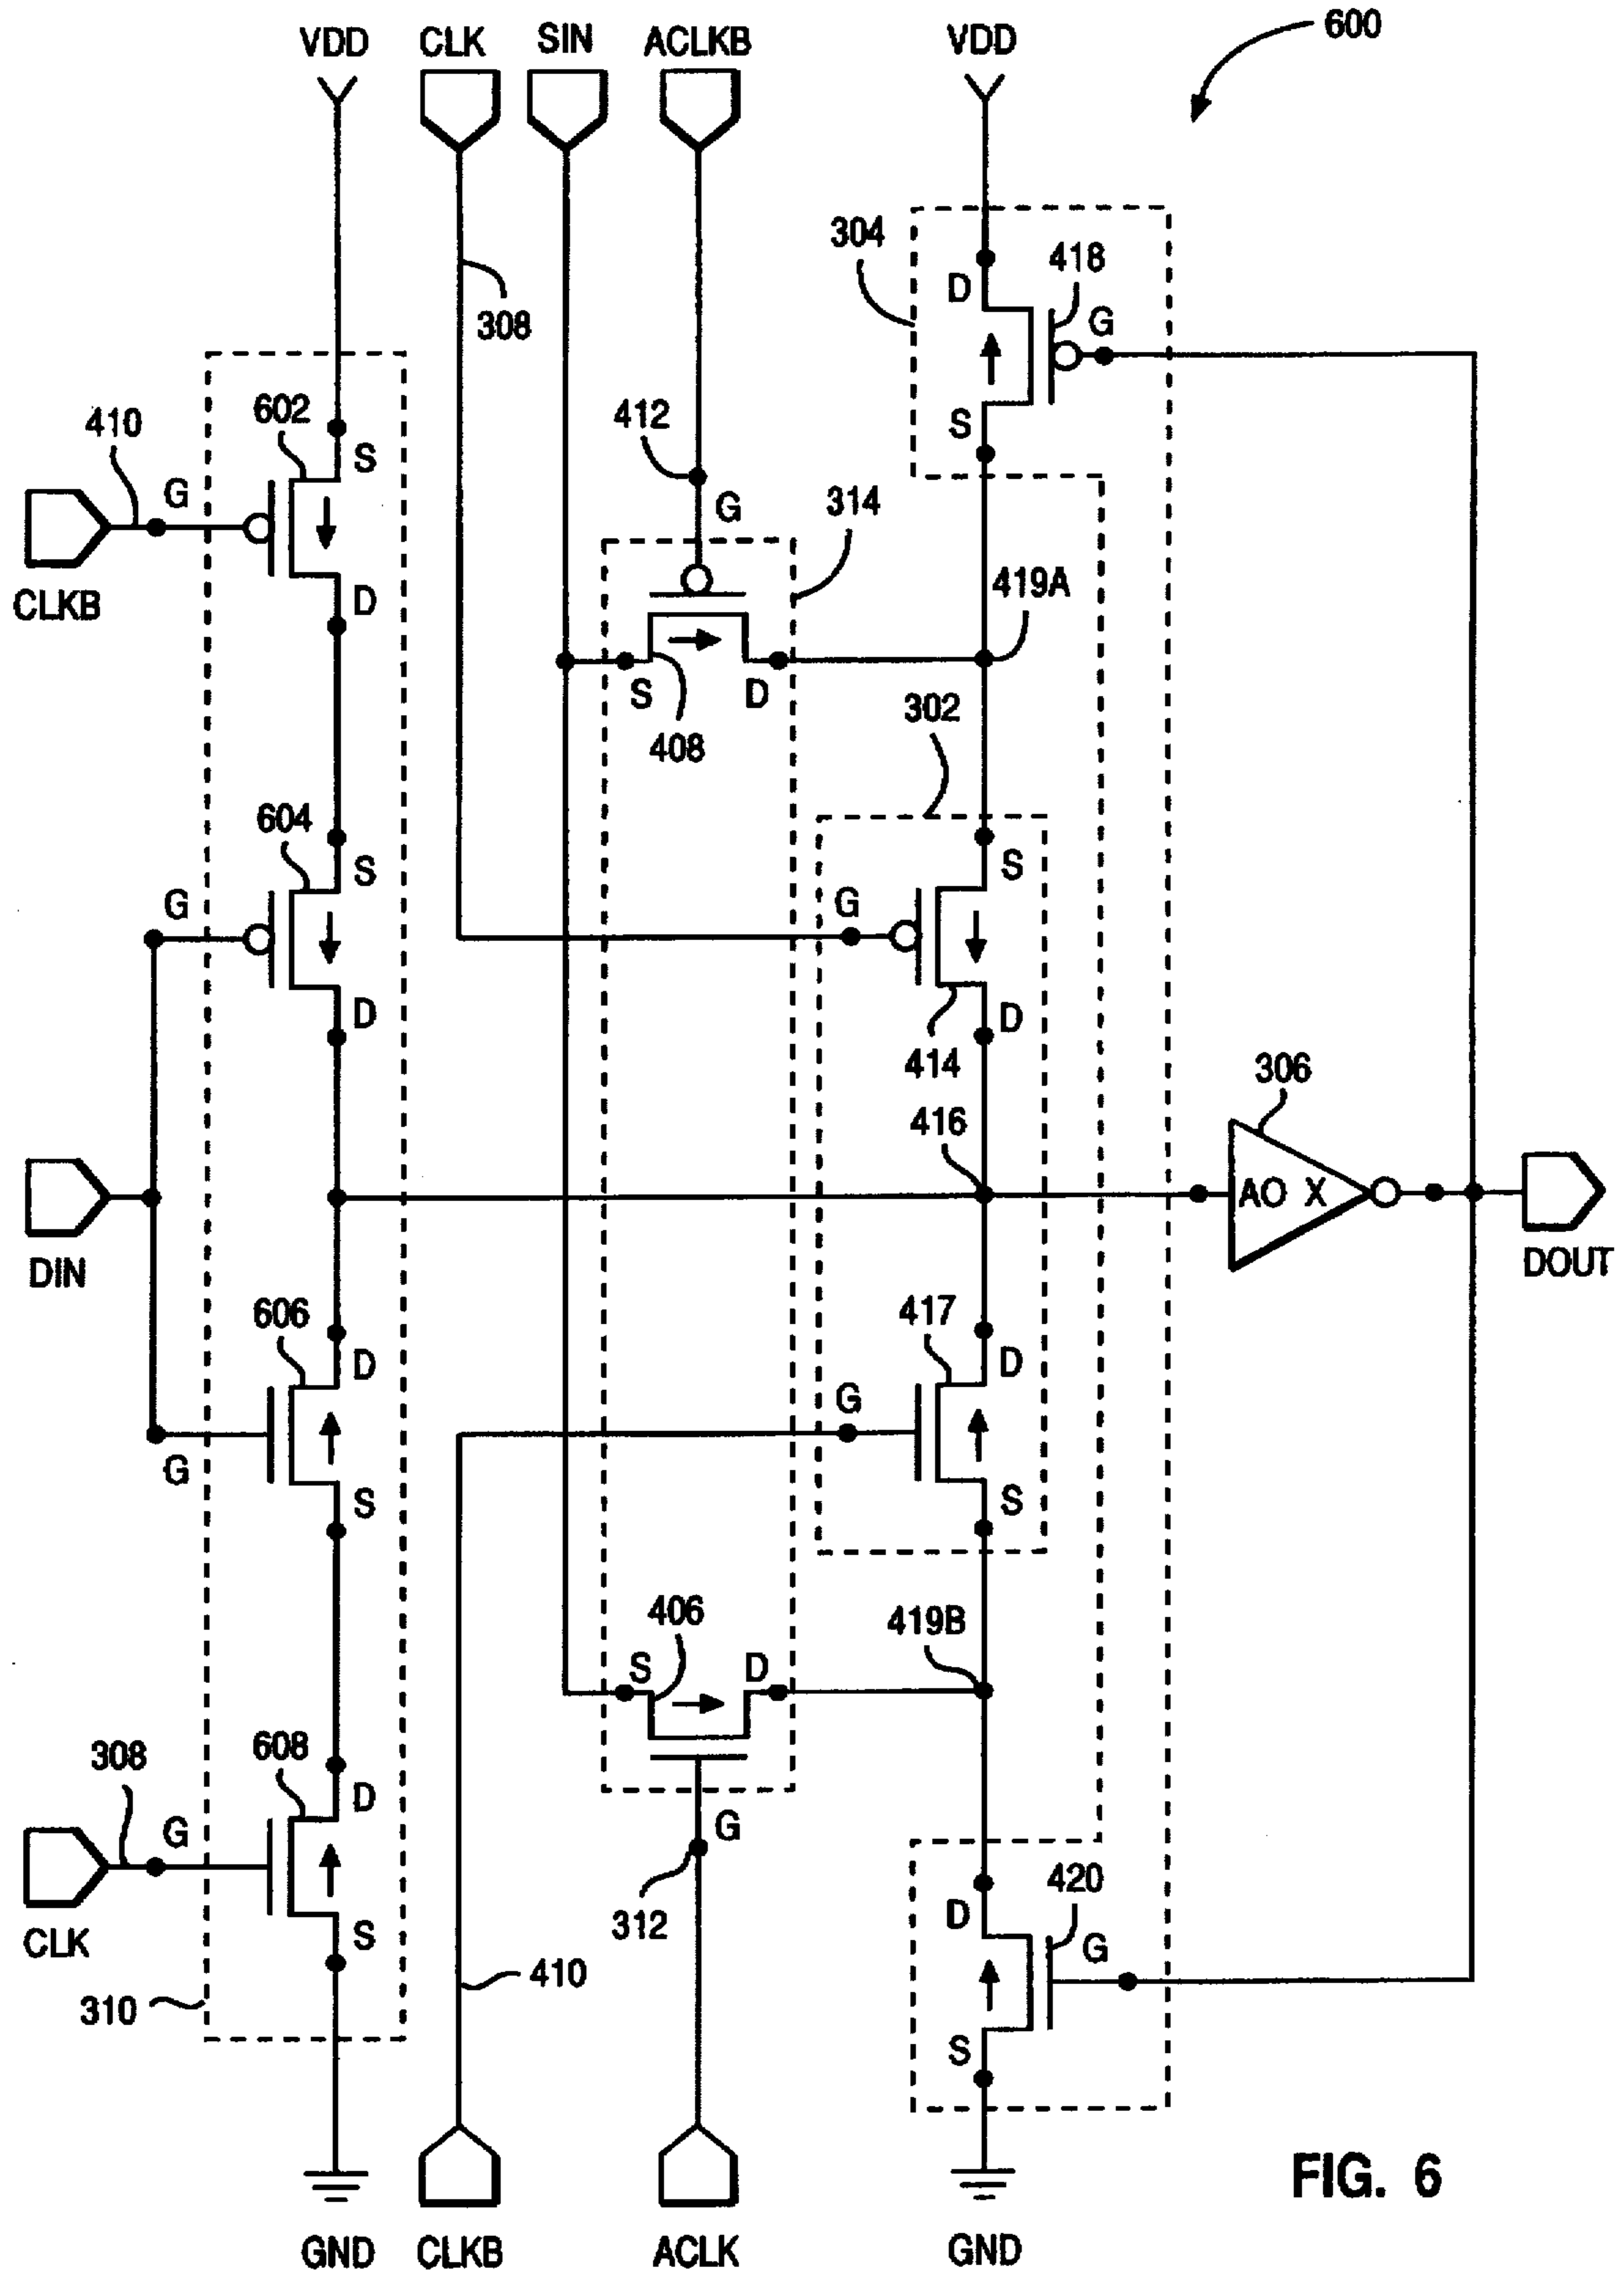 600
VDD CLK SIN ACLKB VDD
304
418
D
G
308
S
602
410
S
G
412
G
314
CLKB
D
419A
S
D
302
408
604
S
S
G
G
D
D
414
306
416
AO X
DIN
DOUT
606
417
D
D
G
G
S
S
406
419B
S
D
608
308
D
G
G
420
312
D
G
CLK
S
410
310
S
FIG. 6
GND CLKB ACLK GND